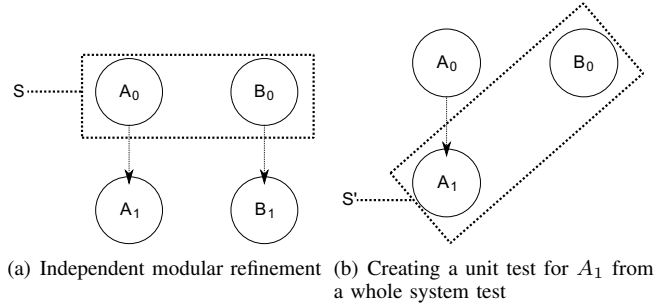 S
A₀
B₀
A₁
B₁
(a) Independent modular refinement
A₀
B₀
A₁
S'
(b) Creating a unit test for A₁ from
a whole system test